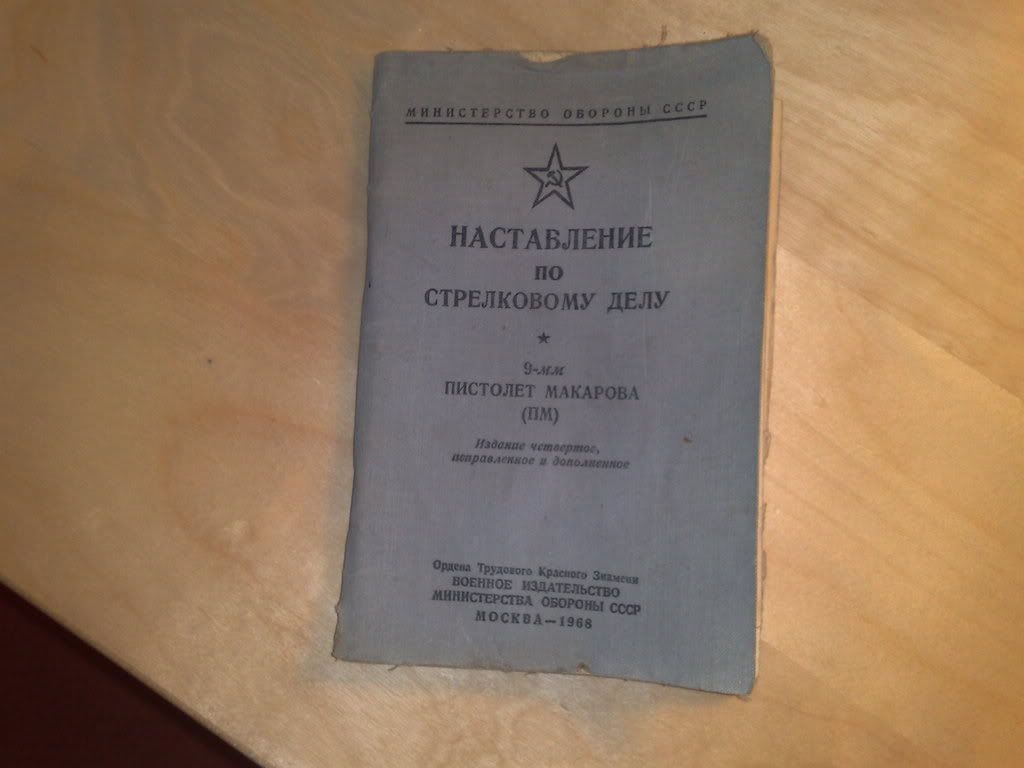 МИНИСТЕРСТВО ОБОРОНЫ СССР
НАСТАВЛЕНИЕ
ПО
СТРЕЛКОВОМУ ДЕЛУ
9-мм
ПИСТОЛЕТ МАКАРОВА
(ПМ)
Издание четвертое,
исправленное и дополненное
Ордена Трудового Красного Знамени
ВОЕННОЕ ИЗДАТЕЛЬСТВО
МИНИСТЕРСТВА ОБОРОНЫ СССР
МОСКВА—1968